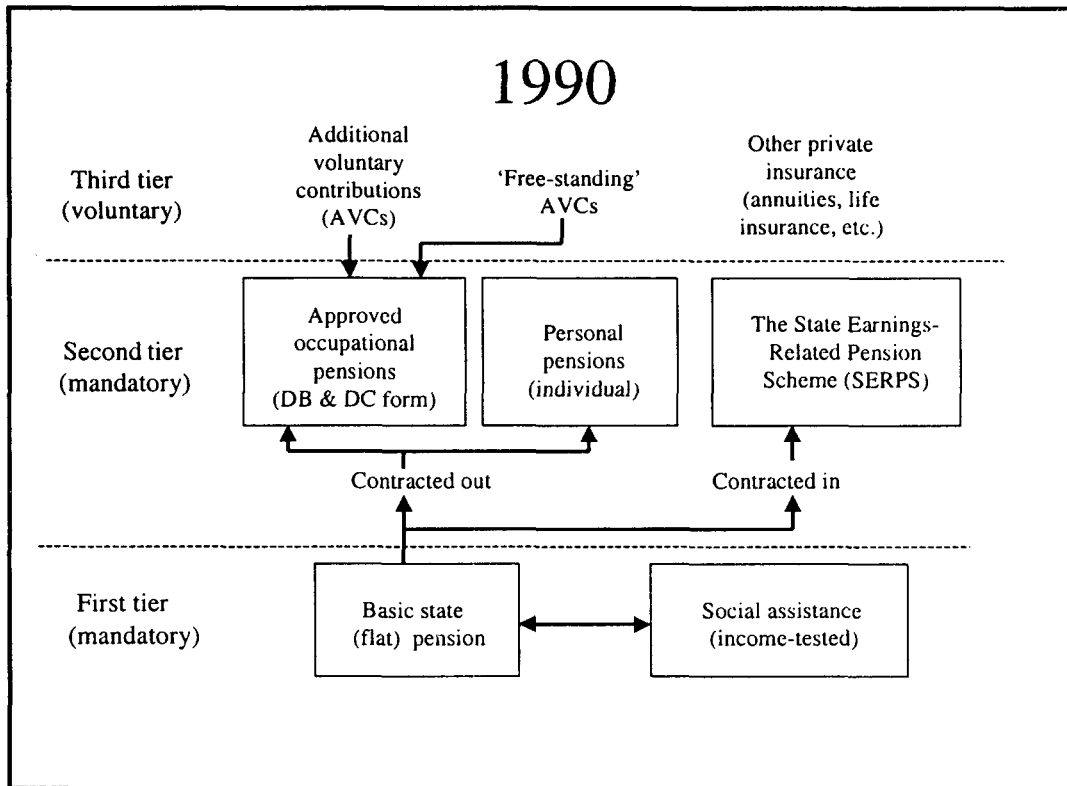 1990
Third tier
(voluntary)
Additional
voluntary
contributions
(AVCs)
‘Free-standing’
AVCs
Other private
insurance
(annuities, life
insurance, etc.)
Second tier
(mandatory)
Approved
occupational
pensions
(DB & DC form)
Personal
pensions
(individual)
The State Earnings-
Related Pension
Scheme (SERPS)
Contracted out
Contracted in
First tier
(mandatory)
Basic state
(flat) pension
Social assistance
(income-tested)